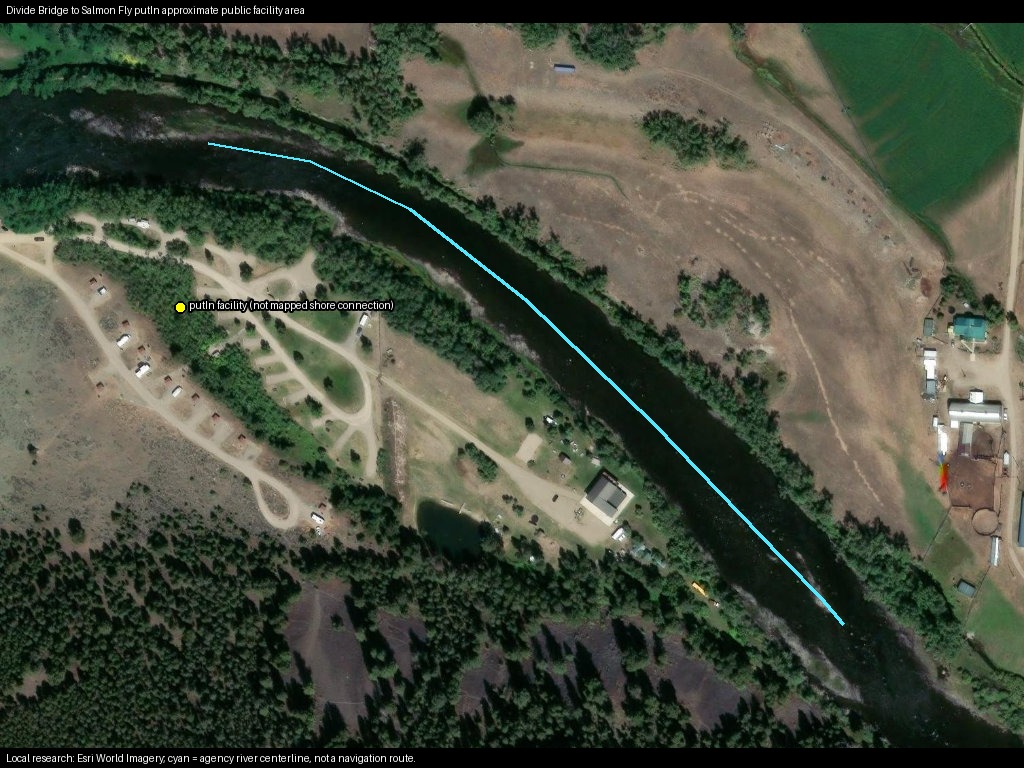 Divide Bridge to Salmon Fly putIn approximate public facility area
putIn facility (not mapped shore connection)
Local research: Esri World Imagery; cyan = agency river centerline, not a navigation route.